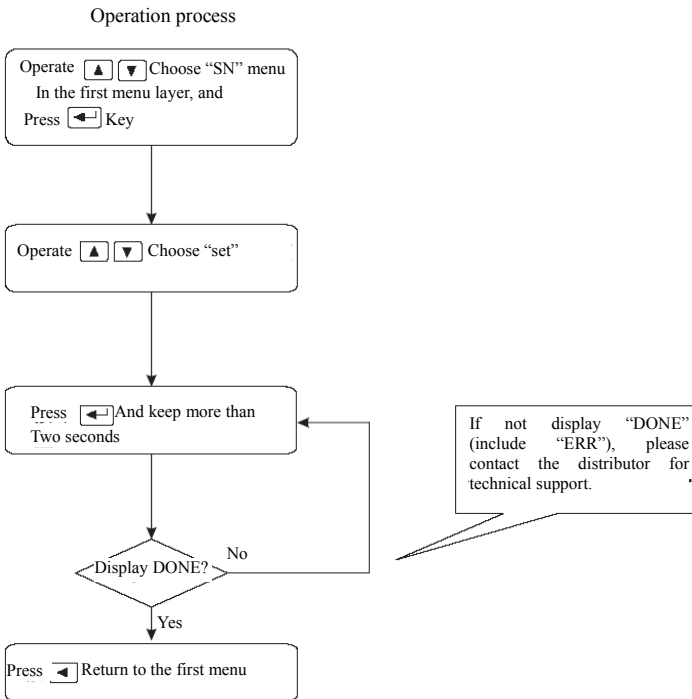 Operation process
Operate Choose “SN” menu
In the first menu layer, and
Press Key
Operate Choose “set”
Press And keep more than
Two seconds
If not display “DONE”
(include “ERR”), please
contact the distributor for
technical support.
Display DONE?
No
Yes
Press Return to the first menu